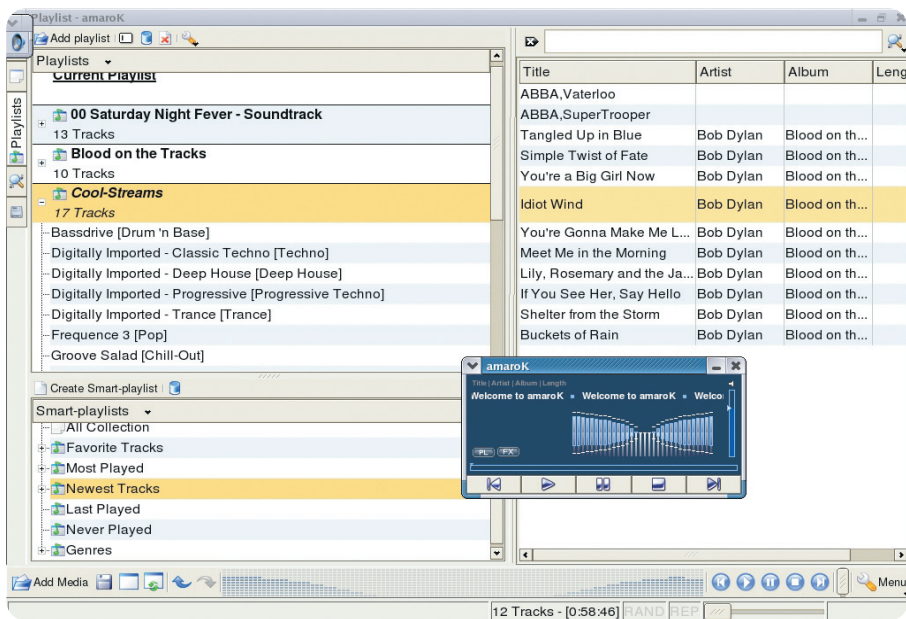 Playlist - amaroK
Add playlist
Playlists
Playlists
Current Playlist
00 Saturday Night Fever - Soundtrack
13 Tracks
Blood on the Tracks
10 Tracks
Cool-Streams
17 Tracks
Bassdrive [Drum 'n Base]
Digitally Imported - Classic Techno [Techno]
Digitally Imported - Deep House [Deep House]
Digitally Imported - Progressive [Progressive Techno]
Digitally Imported - Trance [Trance]
Frequence 3 [Pop]
Groove Salad [Chill-Out]
Create Smart-playlist
Smart-playlists
All Collection
Favorite Tracks
Most Played
Newest Tracks
Last Played
Never Played
Genres
Title Artist Album Leng
ABBA,Vaterloo
ABBA,SuperTrooper
Tangled Up in Blue Bob Dylan Blood on th...
Simple Twist of Fate Bob Dylan Blood on th...
You're a Big Girl Now Bob Dylan Blood on th...
Idiot Wind Bob Dylan Blood on th...
You're Gonna Make Me L... Bob Dylan Blood on th...
Meet Me in the Morning Bob Dylan Blood on th...
Lily, Rosemary and the Ja... Bob Dylan Blood on th...
If You See Her, Say Hello Bob Dylan Blood on th...
Shelter from the Storm Bob Dylan Blood on th...
Buckets of Rain Bob Dylan Blood on th...
amaroK
Title | Artist | Album | Length
Welcome to amaroK Welcome to amaroK Welco
PL FX
Add Media Menu
12 Tracks - [0:58:46] RAND REP